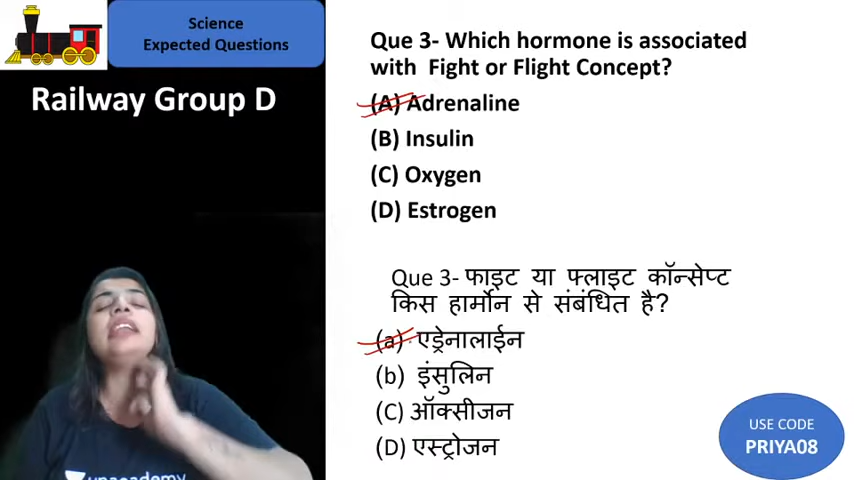 Science
Expected Questions
Railway Group D
Que 3- Which hormone is associated
with Fight or Flight Concept?
(A) Adrenaline
(B) Insulin
(C) Oxygen
(D) Estrogen
Que 3- फाइट या फ्लाइट कॉन्सेप्ट
किस हार्मोन से संबंधित है?
(a) एड्रेनालाईन
(b) इंसुलिन
(C) ऑक्सीजन
(D) एस्ट्रोजन
USE CODE
PRIYA08
unacademy